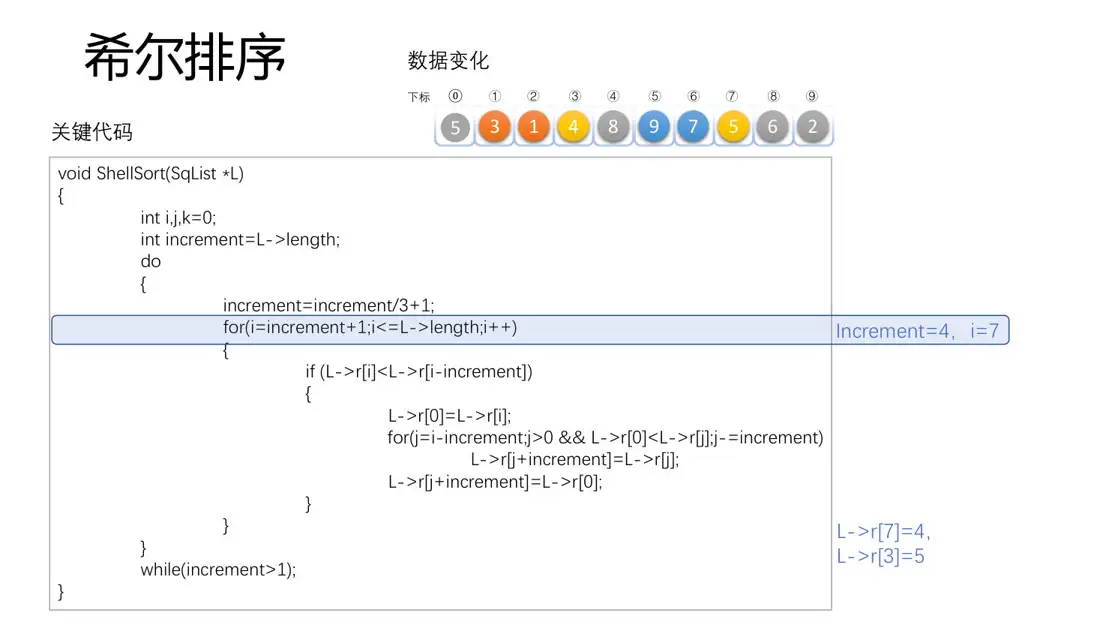 希尔排序
数据变化
下标 ⓪ ① ② ③ ④ ⑤ ⑥ ⑦ ⑧ ⑨
5 3 1 4 8 9 7 5 6 2
关键代码
void ShellSort(SqList *L)
{
int i,j,k=0;
int increment=L->length;
do
{
increment=increment/3+1;
for(i=increment+1;i<=L->length;i++)
Increment=4, i=7
{
if (L->r[i]<L->r[i-increment])
{
L->r[0]=L->r[i];
for(j=i-increment;j>0 && L->r[0]<L->r[j];j-=increment)
L->r[j+increment]=L->r[j];
L->r[j+increment]=L->r[0];
}
}
}
while(increment>1);
}
L->r[7]=4,
L->r[3]=5